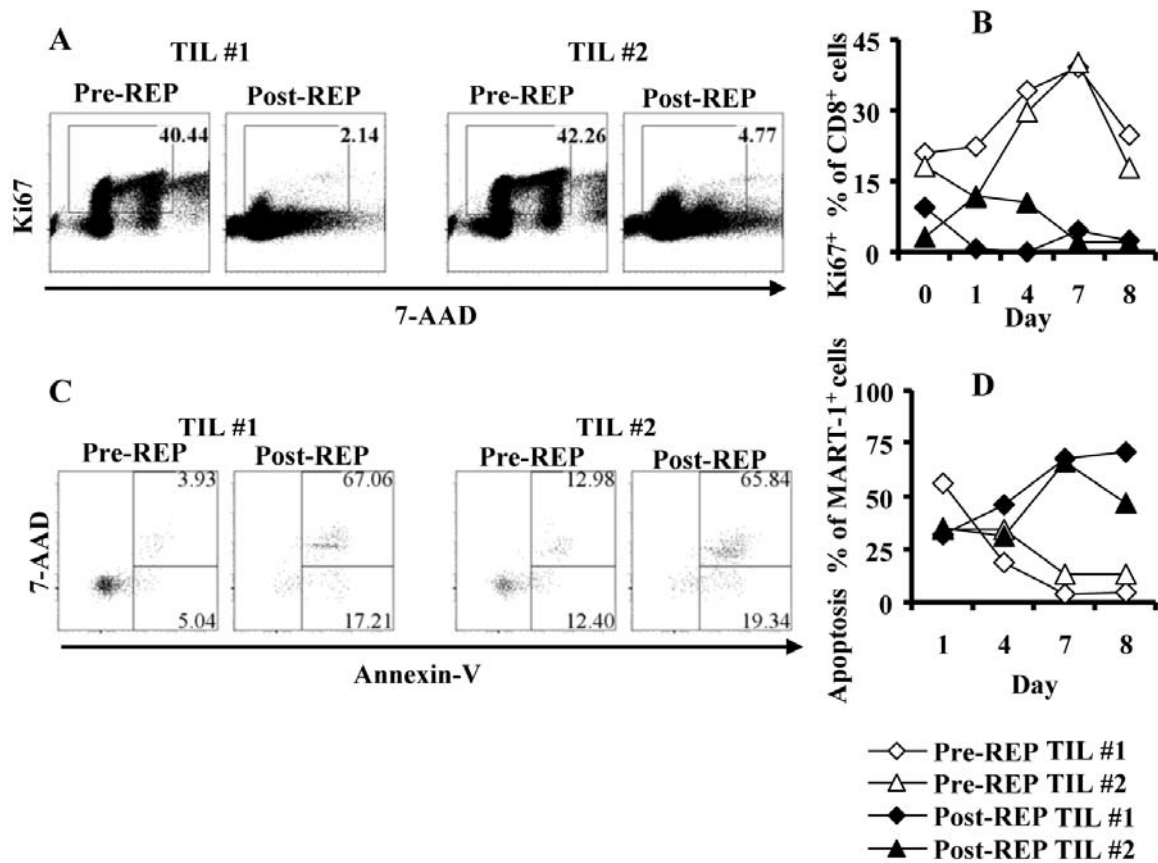 A
TIL #1
TIL #2
Pre-REP
Post-REP
Pre-REP
Post-REP
40.44
2.14
42.26
4.77
Ki67
7-AAD
B
Ki67+ % of CD8+ cells
45
30
15
0
0 1 4 7 8
Day
C
TIL #1
TIL #2
Pre-REP
Post-REP
Pre-REP
Post-REP
3.93
67.06
12.98
65.84
7-AAD
5.04
17.21
12.40
19.34
Annexin-V
D
Apoptosis % of MART-1+ cells
100
75
50
25
0
1 4 7 8
Day
Pre-REP TIL #1
Pre-REP TIL #2
Post-REP TIL #1
Post-REP TIL #2